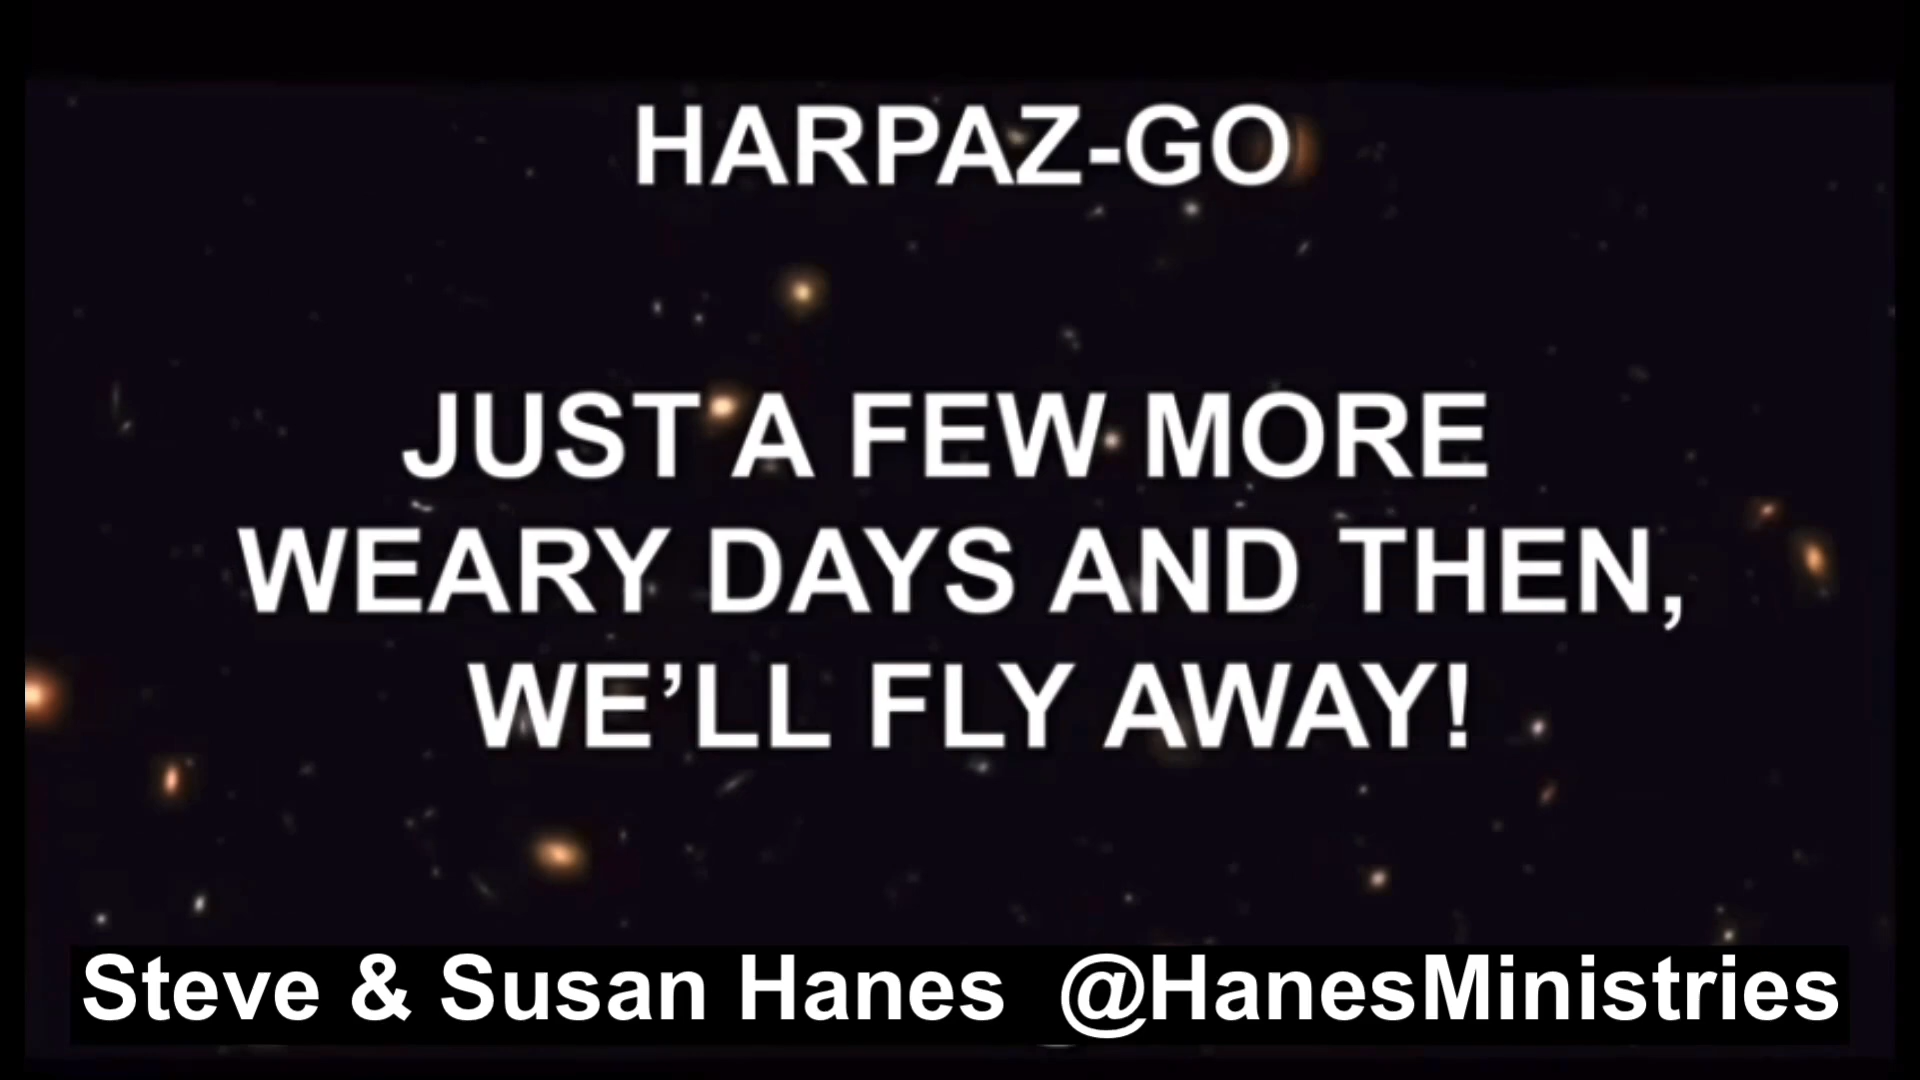 HARPAZ-GO
JUST A FEW MORE
WEARY DAYS AND THEN,
WE’LL FLY AWAY!
Steve & Susan Hanes @HanesMinistries